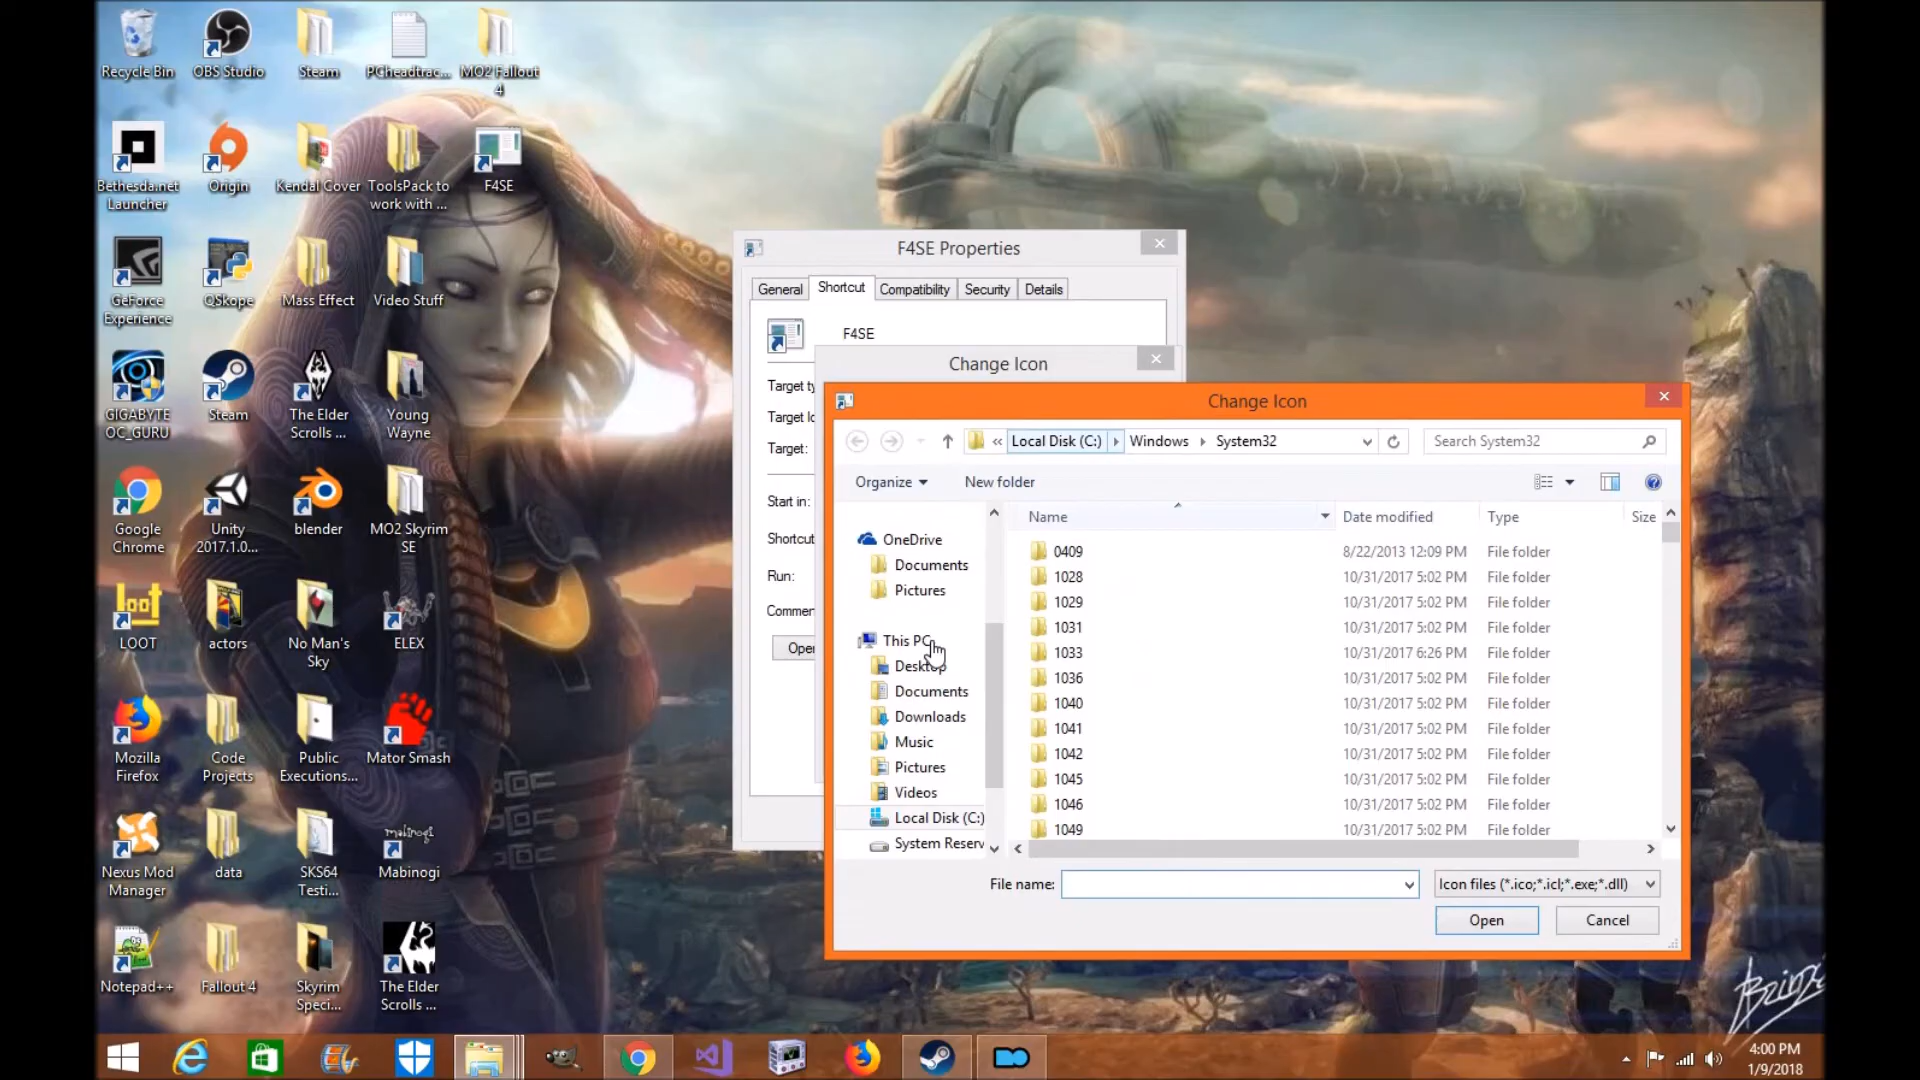 Recycle Bin
OBS Studio
Steam
PCheadtrac...
MO2 Fallout
4
Bethesda.net
Launcher
Origin
Kendal Cover
ToolsPack to
work with ...
F4SE
GeForce
Experience
QSkope
Mass Effect
Video Stuff
GIGABYTE
OC_GURU
Steam
The Elder
Scrolls ...
Young
Wayne
Google
Chrome
Unity
2017.1.0...
blender
MO2 Skyrim
SE
loot
LOOT
actors
No Man's
Sky
ELEX
Mozilla
Firefox
Code
Projects
Public
Executions...
Mator Smash
Nexus Mod
Manager
data
SKS64
Testi...
mabinogi
Mabinogi
Notepad++
Fallout 4
Skyrim
Speci...
The Elder
Scrolls ...
F4SE Properties
General
Shortcut
Compatibility
Security
Details
F4SE
Target ty
Target lo
Target:
Start in:
Shortcut
Run:
Commen
Open
Change Icon
Change Icon
« Local Disk (C:) Windows System32
Search System32
Organize
New folder
Name
Date modified
Type
Size
OneDrive
Documents
Pictures
This PC
Desktop
Documents
Downloads
Music
Pictures
Videos
Local Disk (C:)
System Reserv
0409 8/22/2013 12:09 PM File folder
1028 10/31/2017 5:02 PM File folder
1029 10/31/2017 5:02 PM File folder
1031 10/31/2017 5:02 PM File folder
1033 10/31/2017 6:26 PM File folder
1036 10/31/2017 5:02 PM File folder
1040 10/31/2017 5:02 PM File folder
1041 10/31/2017 5:02 PM File folder
1042 10/31/2017 5:02 PM File folder
1045 10/31/2017 5:02 PM File folder
1046 10/31/2017 5:02 PM File folder
1049 10/31/2017 5:02 PM File folder
File name:
Icon files (*.ico;*.icl;*.exe;*.dll)
Open
Cancel
4:00 PM
1/9/2018